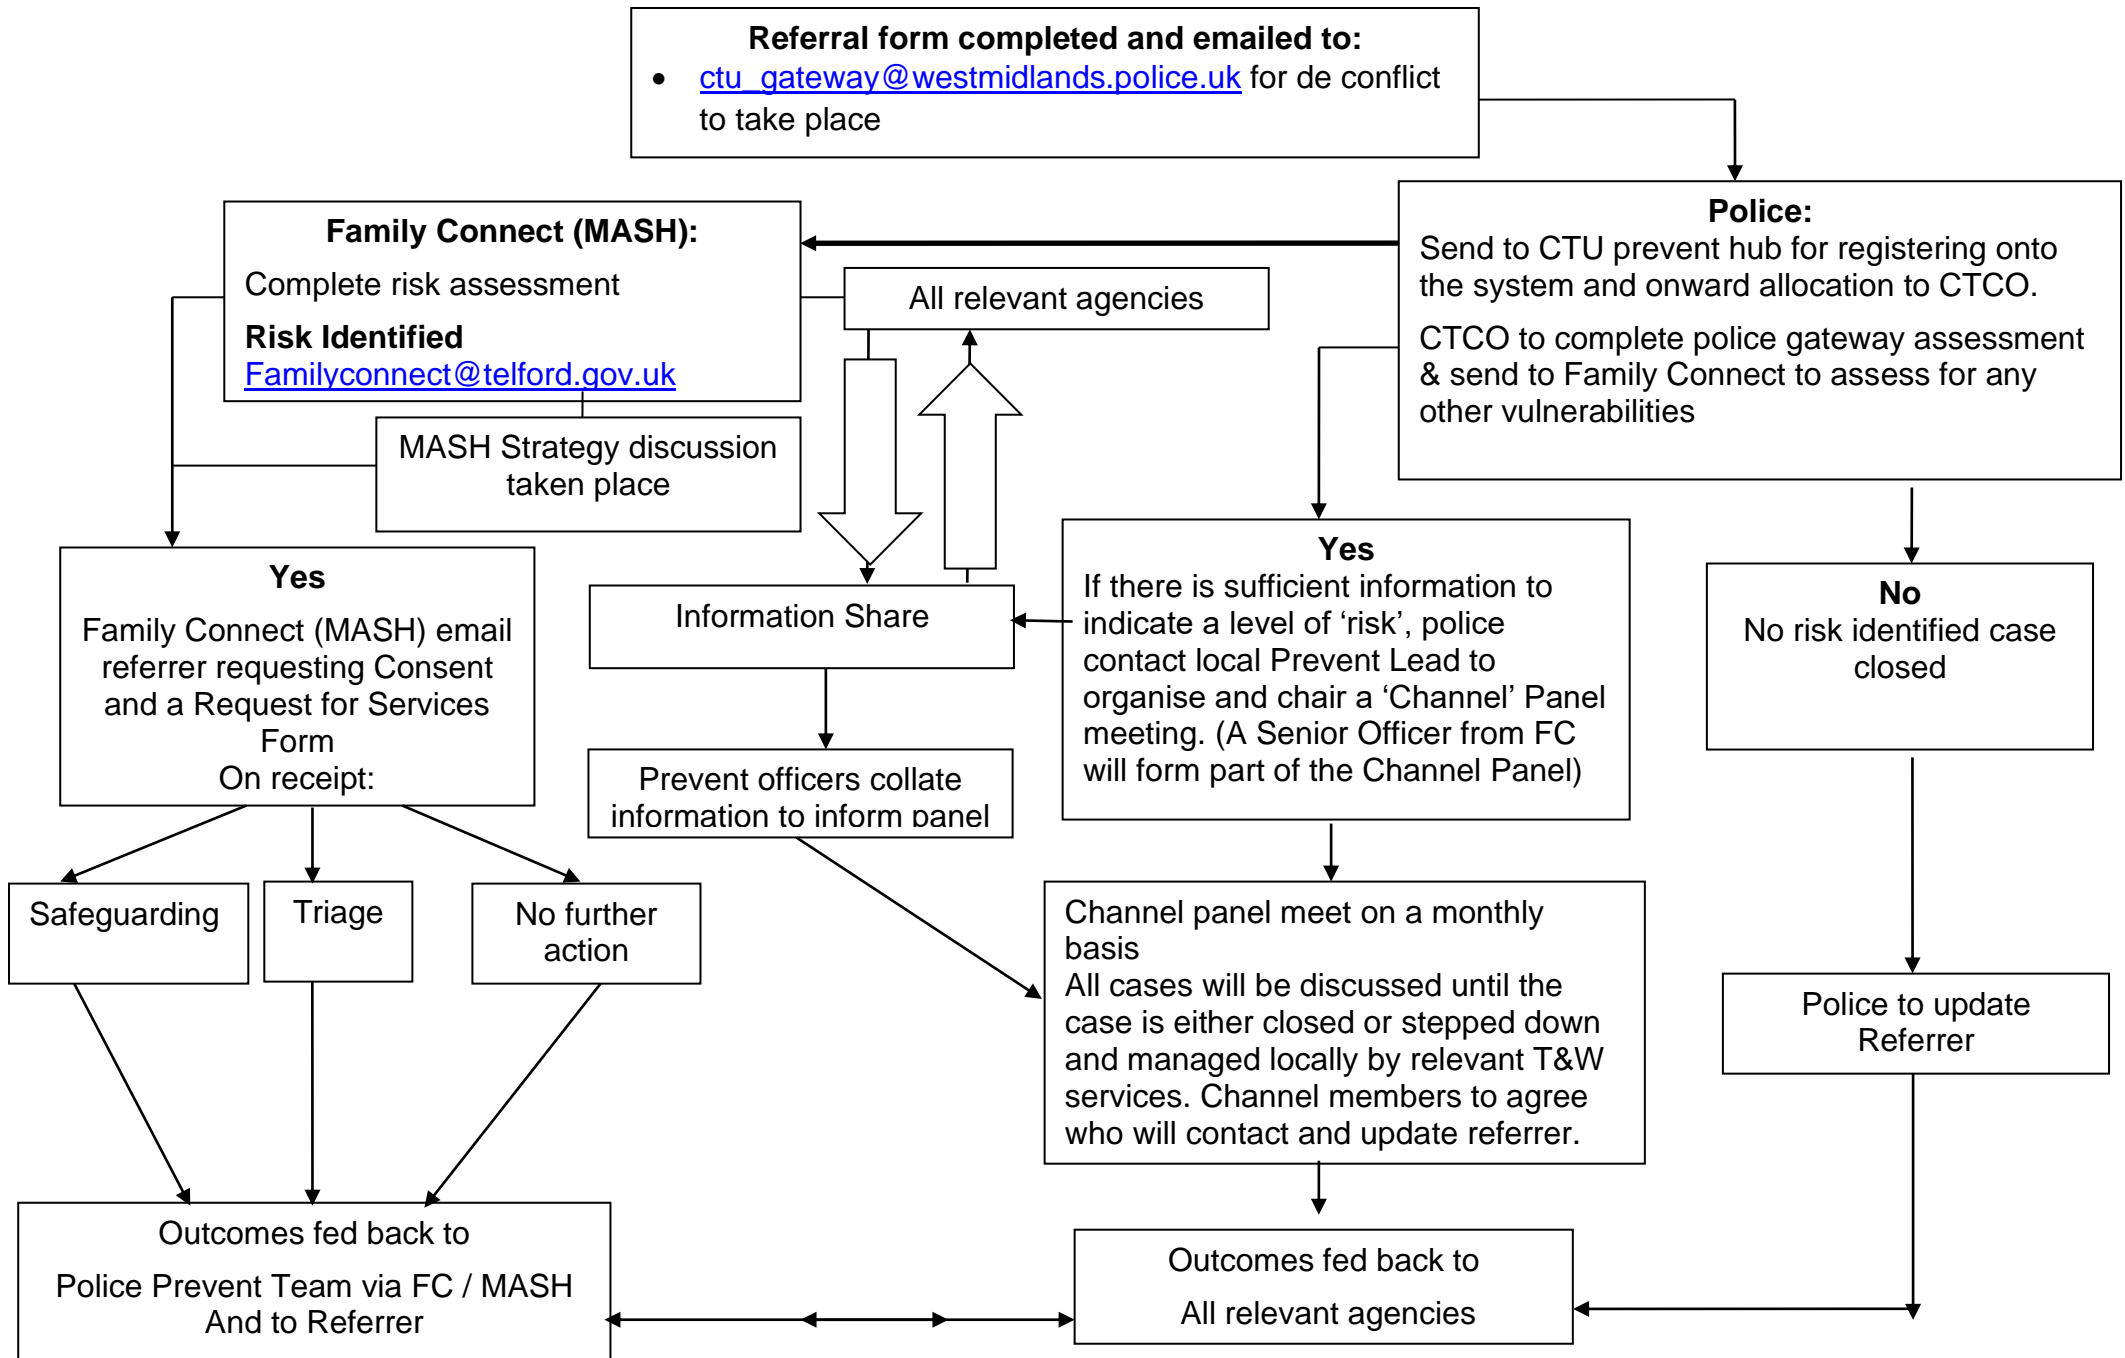 Referral form completed and emailed to:
• ctu_gateway@westmidlands.police.uk for de conflict
to take place
Family Connect (MASH):
Complete risk assessment
Risk Identified
Familyconnect@telford.gov.uk
All relevant agencies
Police:
Send to CTU prevent hub for registering onto
the system and onward allocation to CTCO.
CTCO to complete police gateway assessment
& send to Family Connect to assess for any
other vulnerabilities
MASH Strategy discussion
taken place
Yes
Family Connect (MASH) email
referrer requesting Consent
and a Request for Services
Form
On receipt:
Information Share
Yes
If there is sufficient information to
indicate a level of ‘risk’, police
contact local Prevent Lead to
organise and chair a ‘Channel’ Panel
meeting. (A Senior Officer from FC
will form part of the Channel Panel)
No
No risk identified case
closed
Prevent officers collate
information to inform panel
Safeguarding
Triage
No further
action
Channel panel meet on a monthly
basis
All cases will be discussed until the
case is either closed or stepped down
and managed locally by relevant T&W
services. Channel members to agree
who will contact and update referrer.
Police to update
Referrer
Outcomes fed back to
Police Prevent Team via FC / MASH
And to Referrer
Outcomes fed back to
All relevant agencies